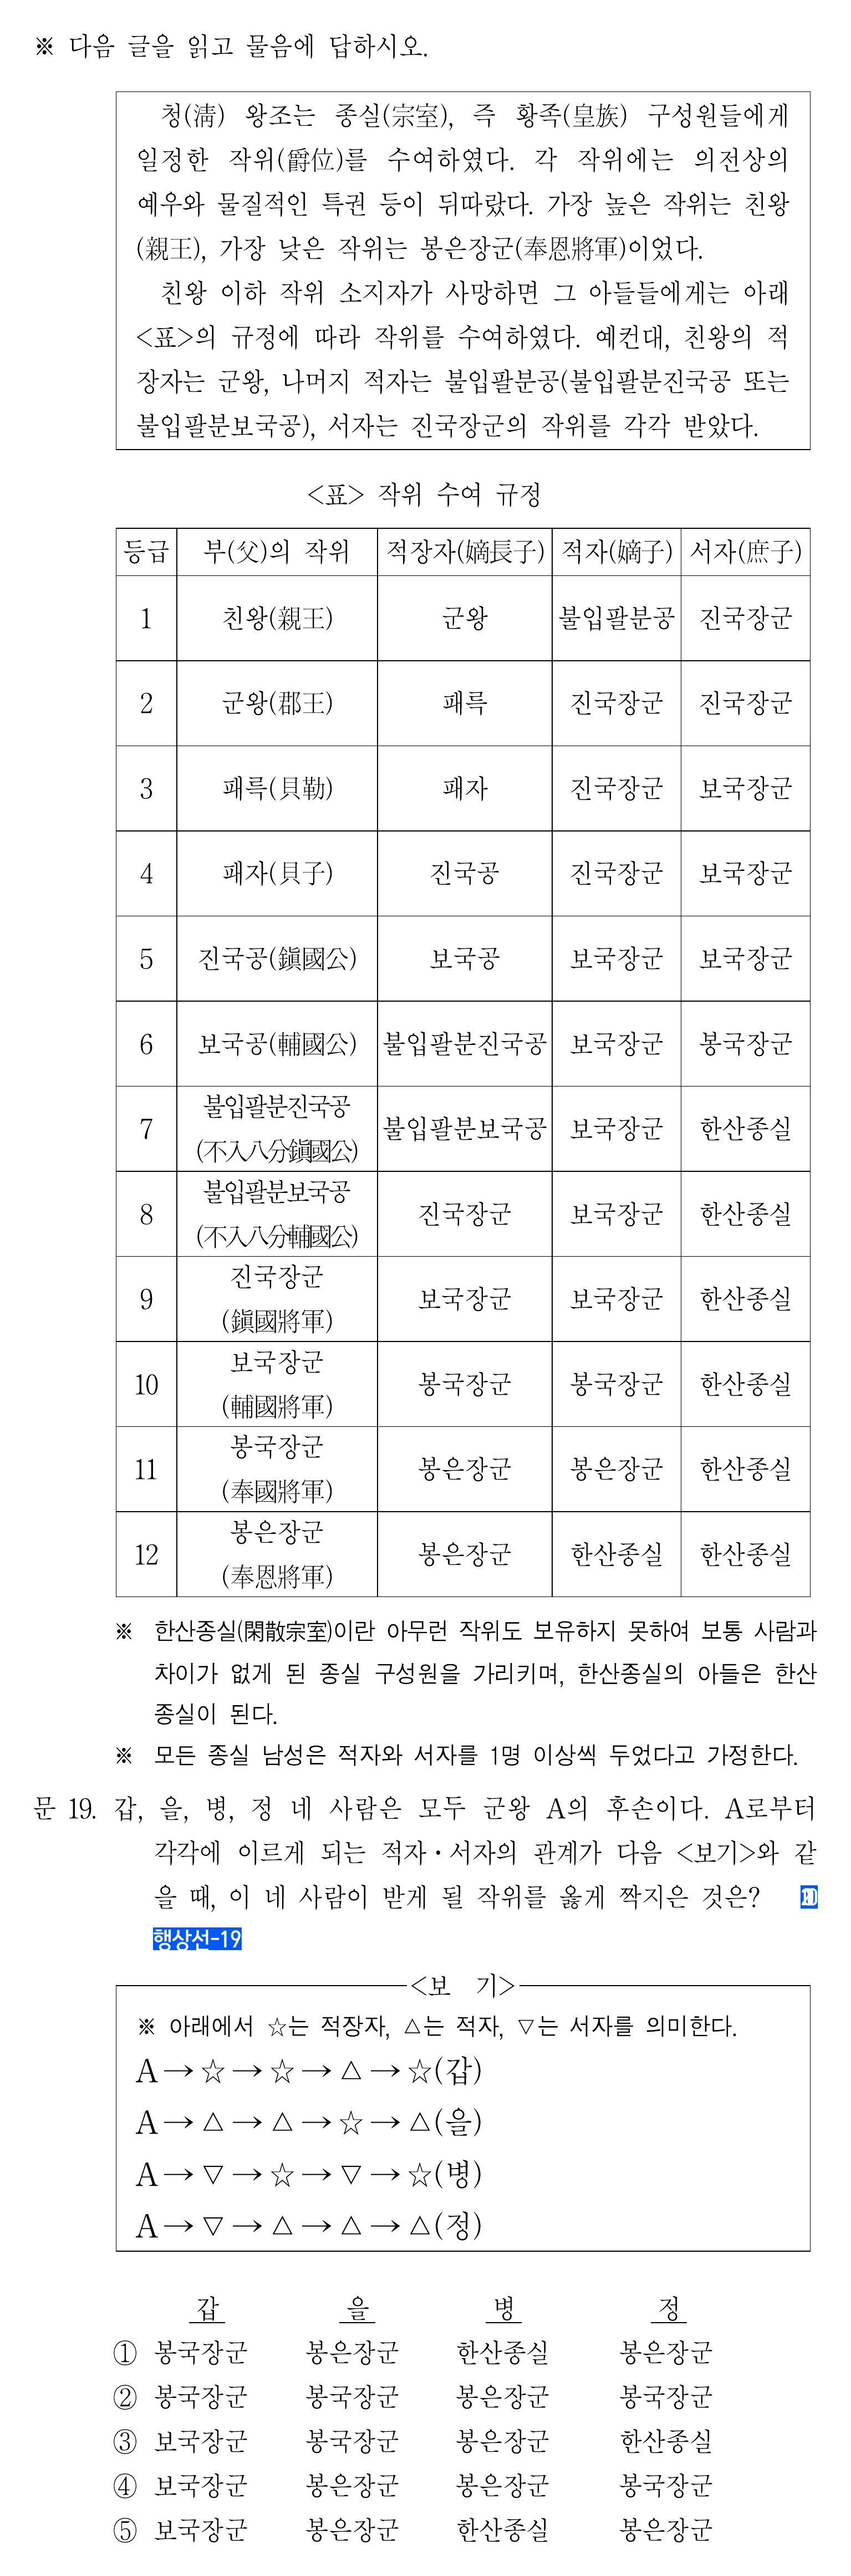 ※ 다음 글을 읽고 물음에 답하시오.
청(淸) 왕조는 종실(宗室), 즉 황족(皇族) 구성원들에게
일정한 작위(爵位)를 수여하였다. 각 작위에는 의전상의
예우와 물질적인 특권 등이 뒤따랐다. 가장 높은 작위는 친왕
(親王), 가장 낮은 작위는 봉은장군(奉恩將軍)이었다.
친왕 이하 작위 소지자가 사망하면 그 아들들에게는 아래
<표>의 규정에 따라 작위를 수여하였다. 예컨대, 친왕의 적
장자는 군왕, 나머지 적자는 불입팔분공(불입팔분진국공 또는
불입팔분보국공), 서자는 진국장군의 작위를 각각 받았다.
<표> 작위 수여 규정
등급 부(父)의 작위 적장자(嫡長子) 적자(嫡子) 서자(庶子)
1 친왕(親王) 군왕 불입팔분공 진국장군
2 군왕(郡王) 패륵 진국장군 진국장군
3 패륵(貝勒) 패자 진국장군 보국장군
4 패자(貝子) 진국공 진국장군 보국장군
5 진국공(鎭國公) 보국공 보국장군 보국장군
6 보국공(輔國公) 불입팔분진국공 보국장군 봉국장군
7 불입팔분진국공
(不入八分鎭國公) 불입팔분보국공 보국장군 한산종실
8 불입팔분보국공
(不入八分輔國公) 진국장군 보국장군 한산종실
9 진국장군
(鎭國將軍) 보국장군 보국장군 한산종실
10 보국장군
(輔國將軍) 봉국장군 봉국장군 한산종실
11 봉국장군
(奉國將軍) 봉은장군 봉은장군 한산종실
12 봉은장군
(奉恩將軍) 봉은장군 한산종실 한산종실
※ 한산종실(閑散宗室)이란 아무런 작위도 보유하지 못하여 보통 사람과
차이가 없게 된 종실 구성원을 가리키며, 한산종실의 아들은 한산
종실이 된다.
※ 모든 종실 남성은 적자와 서자를 1명 이상씩 두었다고 가정한다.
문 19. 갑, 을, 병, 정 네 사람은 모두 군왕 A의 후손이다. A로부터
각각에 이르게 되는 적자·서자의 관계가 다음 <보기>와 같
을 때, 이 네 사람이 받게 될 작위를 옳게 짝지은 것은?
행상선-19
<보 기>
※ 아래에서 ☆는 적장자, △는 적자, ▽는 서자를 의미한다.
A → ☆ → ☆ → △ → ☆(갑)
A → △ → △ → ☆ → △(을)
A → ▽ → ☆ → ▽ → ☆(병)
A → ▽ → △ → △ → △(정)
갑 을 병 정
① 봉국장군 봉은장군 한산종실 봉은장군
② 봉국장군 봉국장군 봉은장군 봉국장군
③ 보국장군 봉국장군 봉은장군 한산종실
④ 보국장군 봉은장군 봉은장군 봉국장군
⑤ 보국장군 봉은장군 한산종실 봉은장군